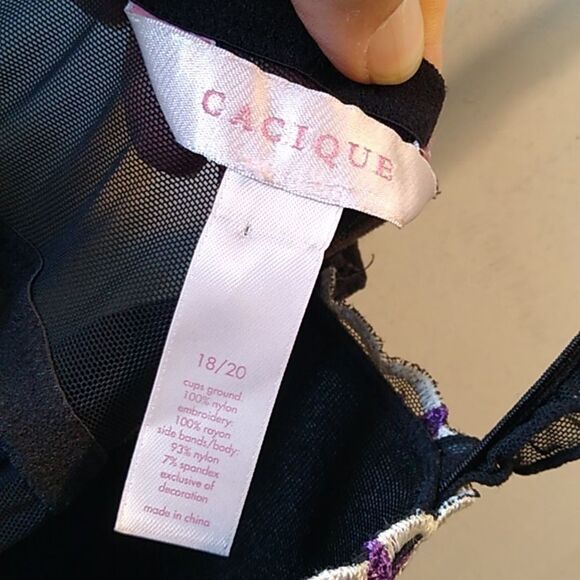 CACIQUE
18/20
cups ground:
100% nylon
embroidery:
100% rayon
side bands/body:
93% nylon
7% spandex
exclusive of
decoration
made in china